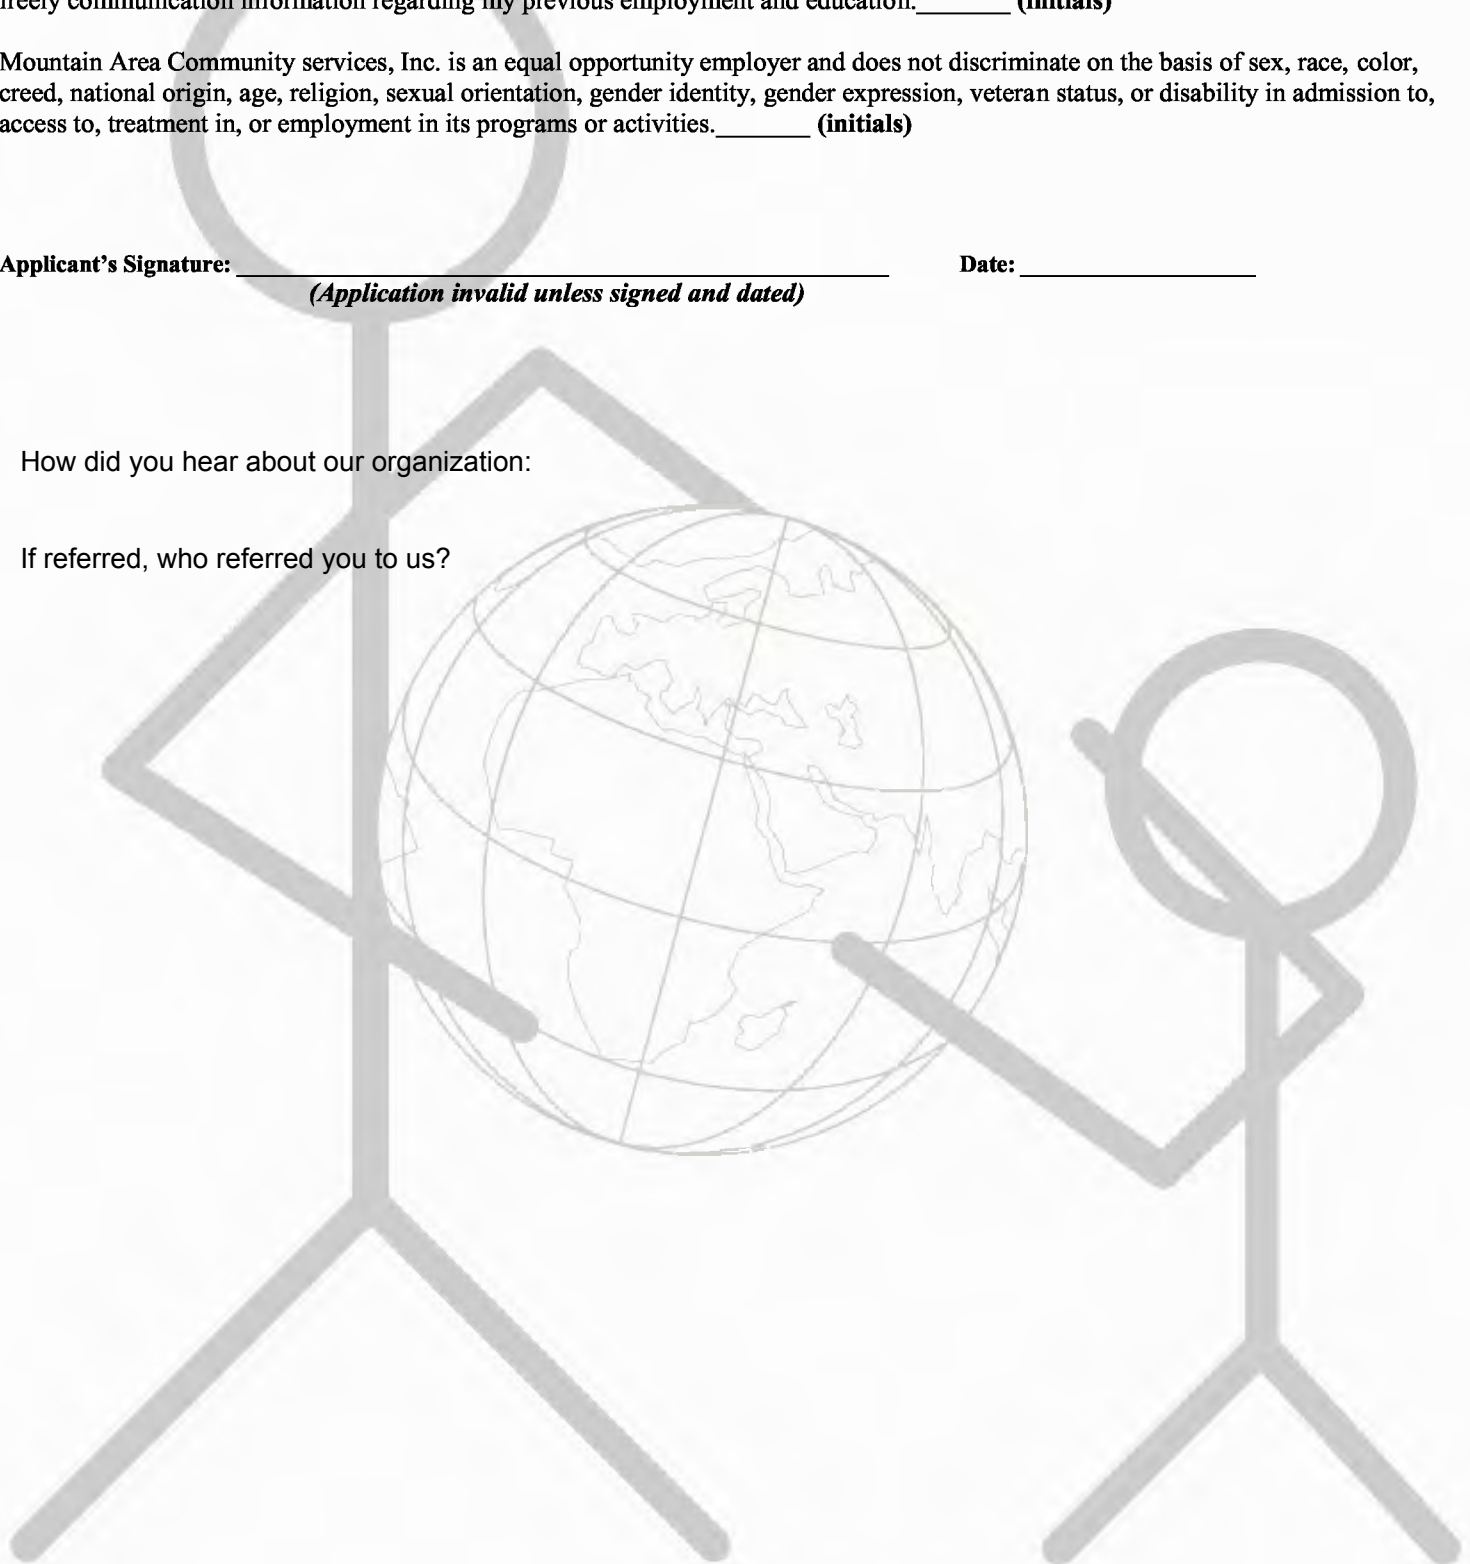 freely communication information regarding my previous employment and education._______ (initials)
Mountain Area Community services, Inc. is an equal opportunity employer and does not discriminate on the basis of sex, race, color,
creed, national origin, age, religion, sexual orientation, gender identity, gender expression, veteran status, or disability in admission to,
access to, treatment in, or employment in its programs or activities._______ (initials)
Applicant’s Signature: ______________________________ Date: ______________
(Application invalid unless signed and dated)
How did you hear about our organization:
If referred, who referred you to us?